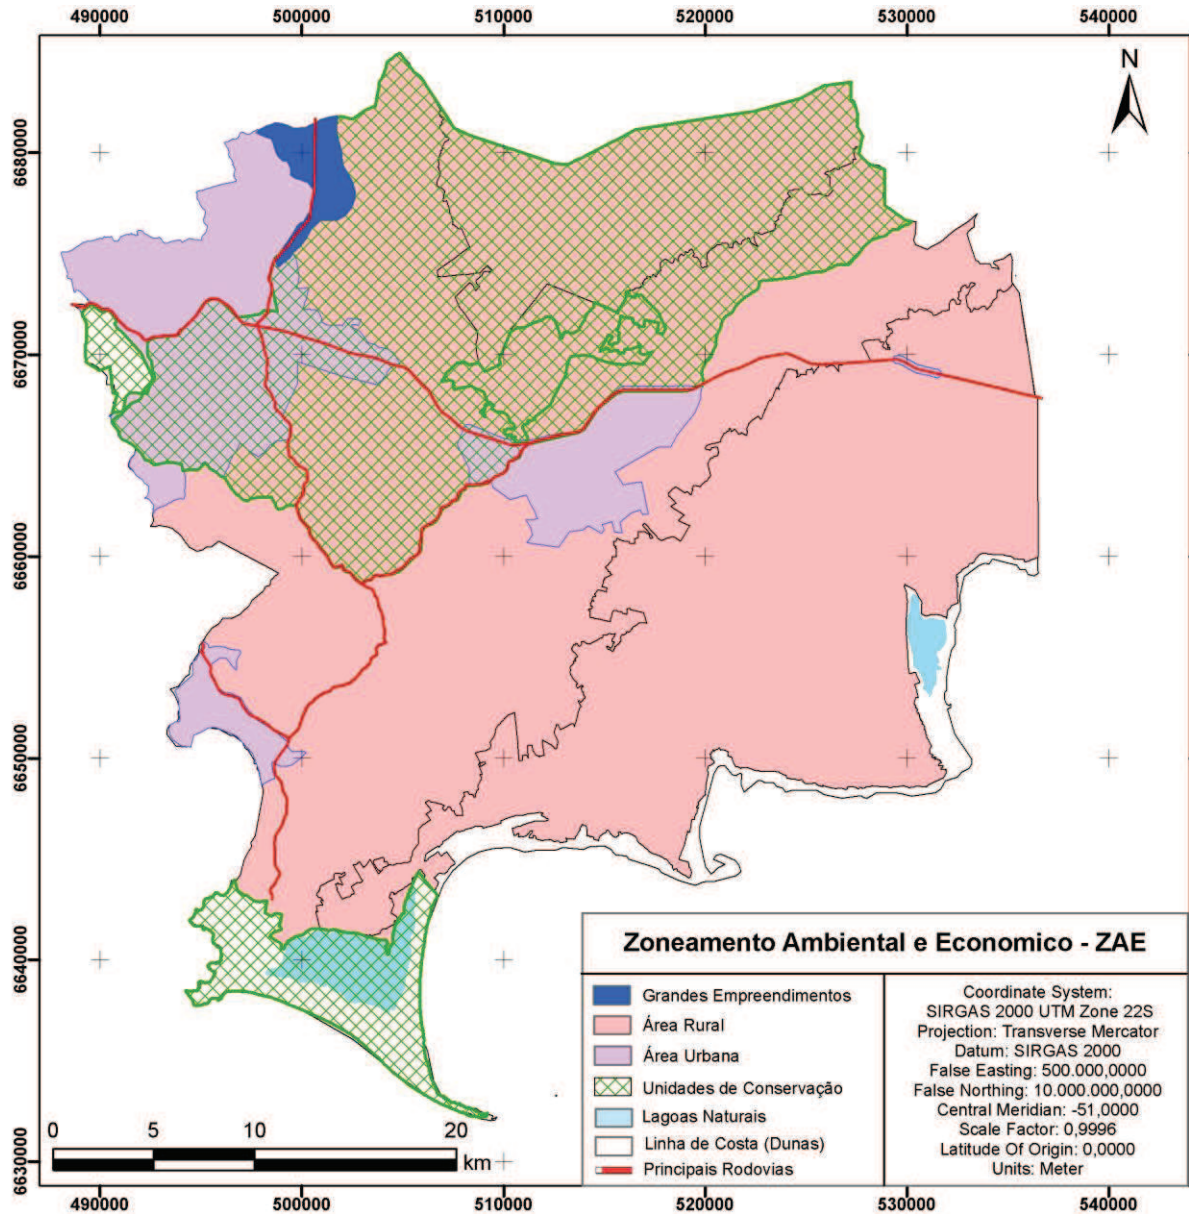 490000 500000 510000 520000 530000 540000
N
6680000
6670000
6660000
6650000
6640000
6630000
Zoneamento Ambiental e Economico - ZAE
Grandes Empreendimentos
Área Rural
Área Urbana
Unidades de Conservação
Lagoas Naturais
Linha de Costa (Dunas)
Principais Rodovias
Coordinate System:
SIRGAS 2000 UTM Zone 22S
Projection: Transverse Mercator
Datum: SIRGAS 2000
False Easting: 500.000,0000
False Northing: 10.000.000,0000
Central Meridian: -51,0000
Scale Factor: 0,9996
Latitude Of Origin: 0,0000
Units: Meter
0 5 10 20
km
490000 500000 510000 520000 530000 540000